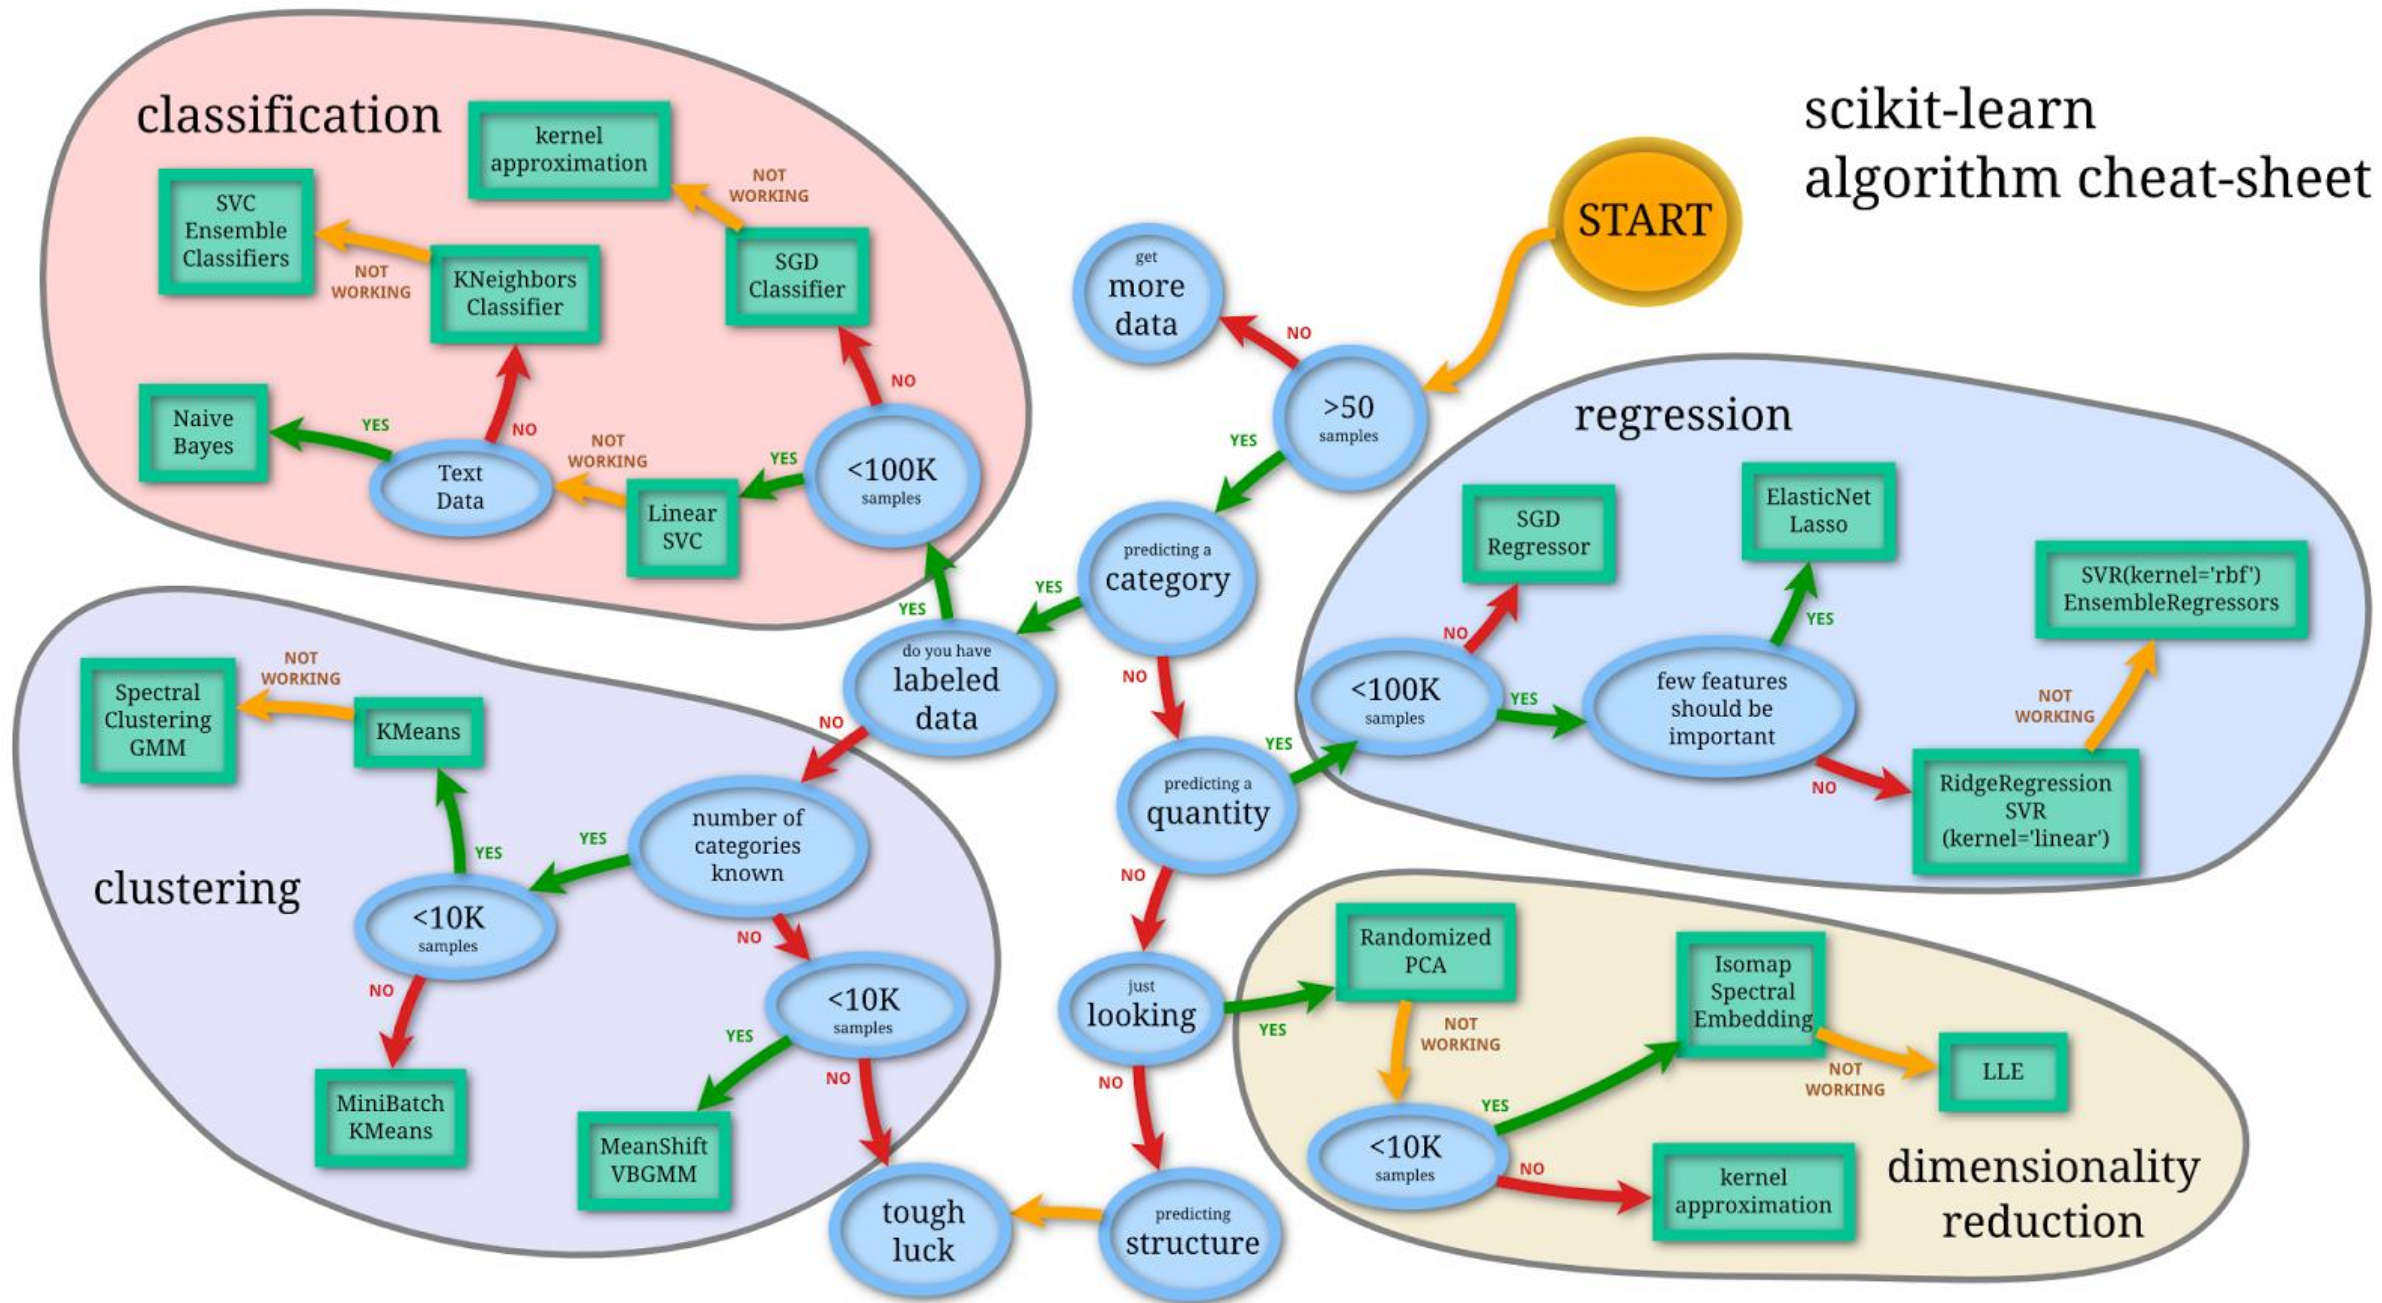 scikit-learn
algorithm cheat-sheet
START
classification
kernel
approximation
NOT
WORKING
SVC
Ensemble
Classifiers
NOT
WORKING
KNeighbors
Classifier
SGD
Classifier
NO
Naive
Bayes
YES
NO
Text
Data
NOT
WORKING
Linear
SVC
YES
<100K
samples
get
more
data
NO
>50
samples
YES
predicting a
category
YES
YES
do you have
labeled
data
NO
NO
predicting a
quantity
YES
NO
just
looking
YES
NO
predicting
structure
tough
luck
regression
SGD
Regressor
ElasticNet
Lasso
SVR(kernel='rbf')
EnsembleRegressors
NO
YES
<100K
samples
YES
few features
should be
important
NOT
WORKING
NO
RidgeRegression
SVR
(kernel='linear')
clustering
Spectral
Clustering
GMM
NOT
WORKING
KMeans
number of
categories
known
YES
YES
<10K
samples
NO
NO
<10K
samples
YES
NO
MiniBatch
KMeans
MeanShift
VBGMM
Randomized
PCA
NOT
WORKING
Isomap
Spectral
Embedding
NOT
WORKING
LLE
YES
<10K
samples
NO
kernel
approximation
dimensionality
reduction